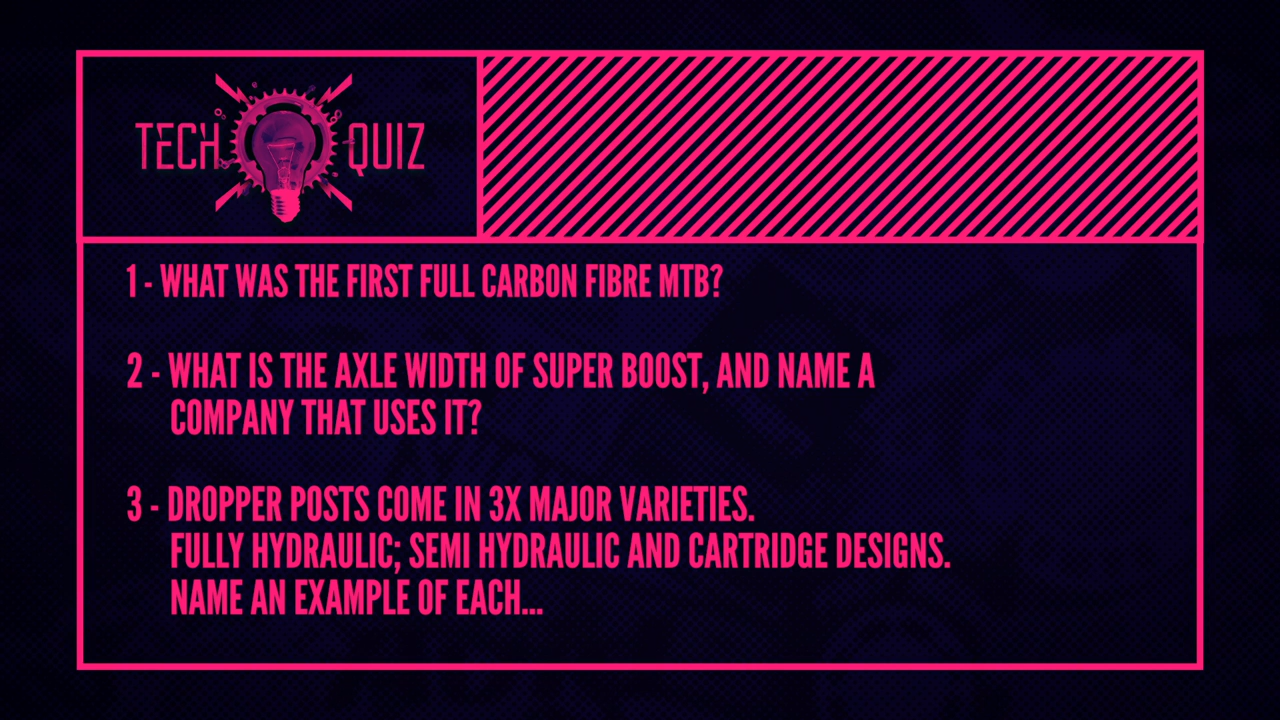 TECH QUIZ
1 - WHAT WAS THE FIRST FULL CARBON FIBRE MTB?
2 - WHAT IS THE AXLE WIDTH OF SUPER BOOST, AND NAME A
COMPANY THAT USES IT?
3 - DROPPER POSTS COME IN 3X MAJOR VARIETIES.
FULLY HYDRAULIC; SEMI HYDRAULIC AND CARTRIDGE DESIGNS.
NAME AN EXAMPLE OF EACH...